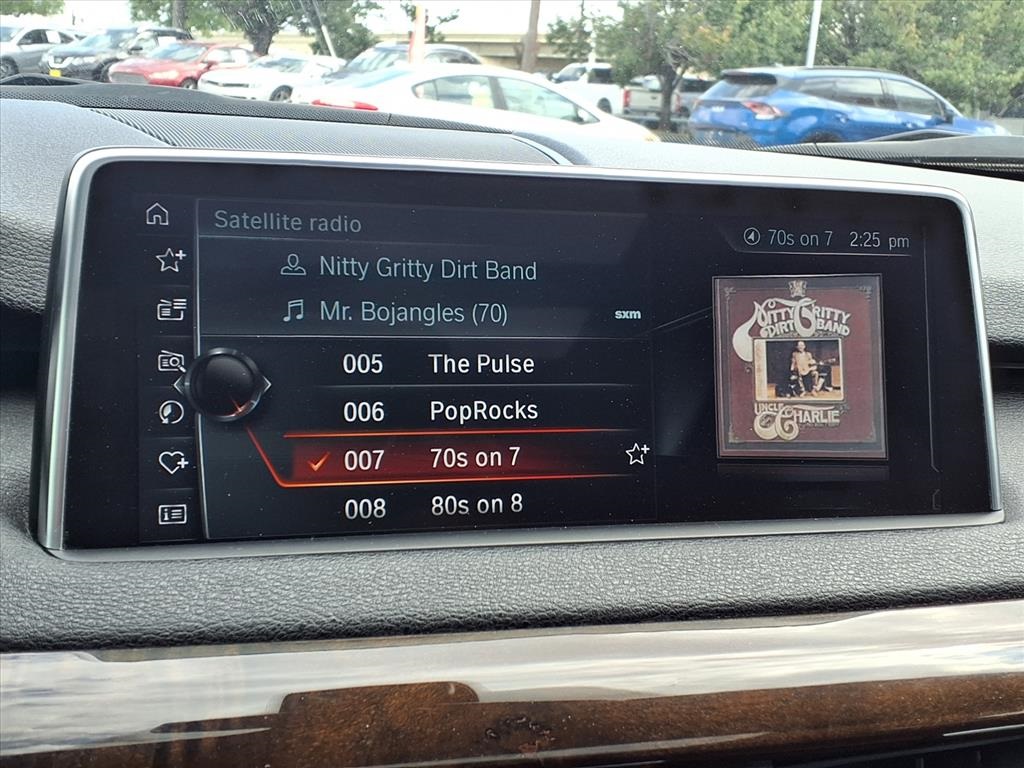 Satellite radio
70s on 7 2:25 pm
Nitty Gritty Dirt Band
Mr. Bojangles (70)
sxm
005 The Pulse
006 PopRocks
007 70s on 7
008 80s on 8
NITTY GRITTY
DIRT BAND
UNCLE
CHARLIE